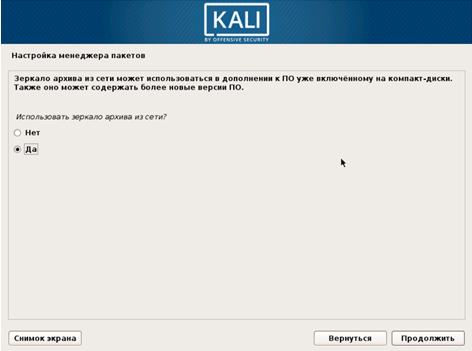 KALI
BY OFFENSIVE SECURITY
Настройка менеджера пакетов
Зеркало архива из сети может использоваться в дополнении к ПО уже включённому на компакт-диски.
Также оно может содержать более новые версии ПО.
Использовать зеркало архива из сети?
Нет
Да
Снимок экрана
Вернуться
Продолжить